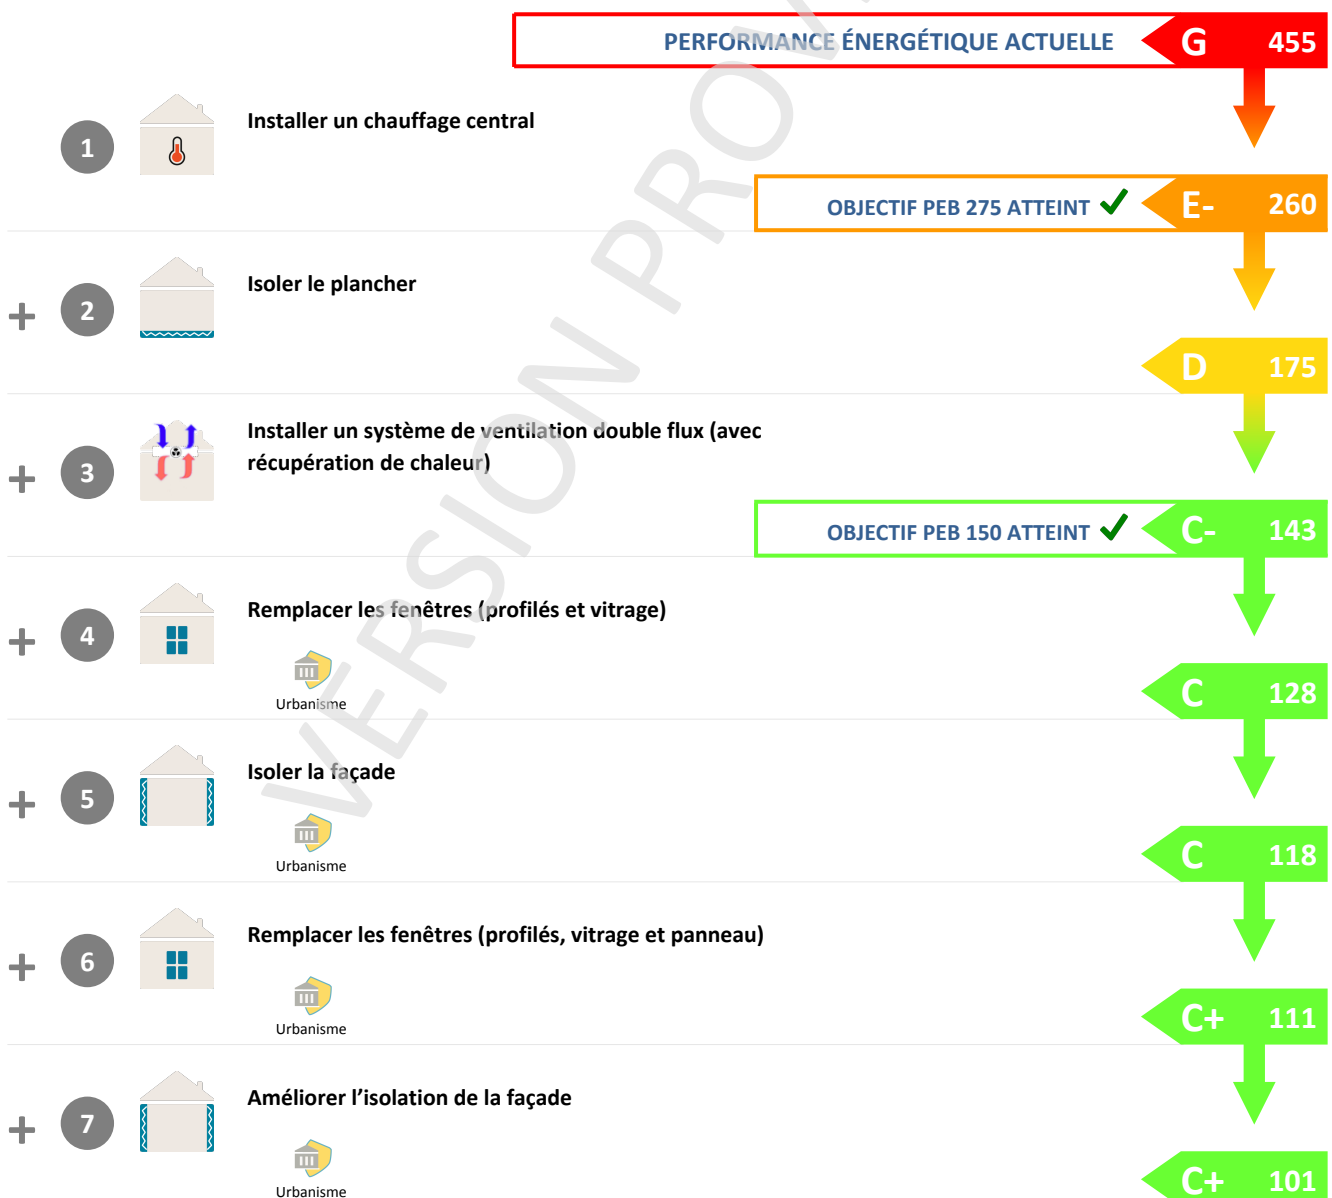 PERFORMANCE ÉNERGÉTIQUE ACTUELLE G 455
1 Installer un chauffage central
OBJECTIF PEB 275 ATTEINT E- 260
+ 2 Isoler le plancher
D 175
+ 3 Installer un système de ventilation double flux (avec
récupération de chaleur)
OBJECTIF PEB 150 ATTEINT C- 143
+ 4 Remplacer les fenêtres (profilés et vitrage)
Urbanisme
C 128
+ 5 Isoler la façade
Urbanisme
C 118
+ 6 Remplacer les fenêtres (profilés, vitrage et panneau)
Urbanisme
C+ 111
+ 7 Améliorer l’isolation de la façade
Urbanisme
C+ 101
VERSION